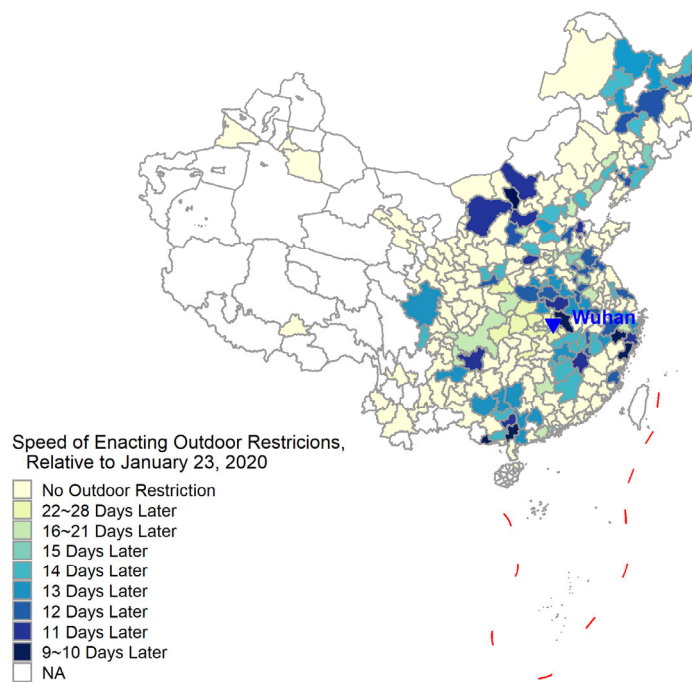 Wuhan
Speed of Enacting Outdoor Restricions,
Relative to January 23, 2020
No Outdoor Restriction
22~28 Days Later
16~21 Days Later
15 Days Later
14 Days Later
13 Days Later
12 Days Later
11 Days Later
9~10 Days Later
NA